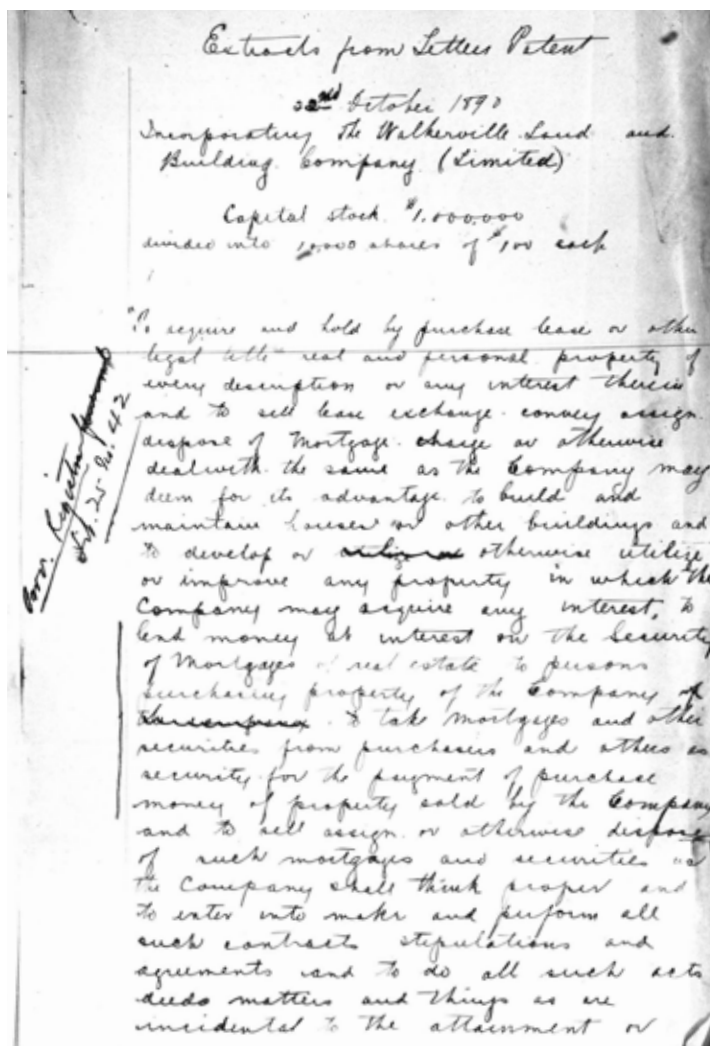 Extracts from Letters Patent
22nd October 1890
Incorporating The Walkerville Land and
Building Company (Limited)
Capital stock $1,000,000
divided into 10,000 shares of $100 each
"To acquire and hold by purchase lease or other
legal title real and personal property of
every description or any interest therein
and to sell lease exchange convey assign
dispose of Mortgage charge or otherwise
deal with the same as the Company may
deem for its advantage to build and
maintain houses or other buildings and
to develop or otherwise utilize
or improve any property in which the
Company may acquire any interest, to
lend money at interest on the Security
of Mortgages of real estate to persons
purchasing property of the Company
to take mortgages and other
securities from purchasers and others as
security for the payment of purchase
money of property sold by the Company
and to sell assign or otherwise dispose
of such mortgages and securities as
the Company shall think proper and
to enter into make and perform all
such contracts stipulations and
agreements and to do all such acts
deeds matters and things as are
incidental to the attainment or
Prov. Registrar
Lib. 25 No. 42